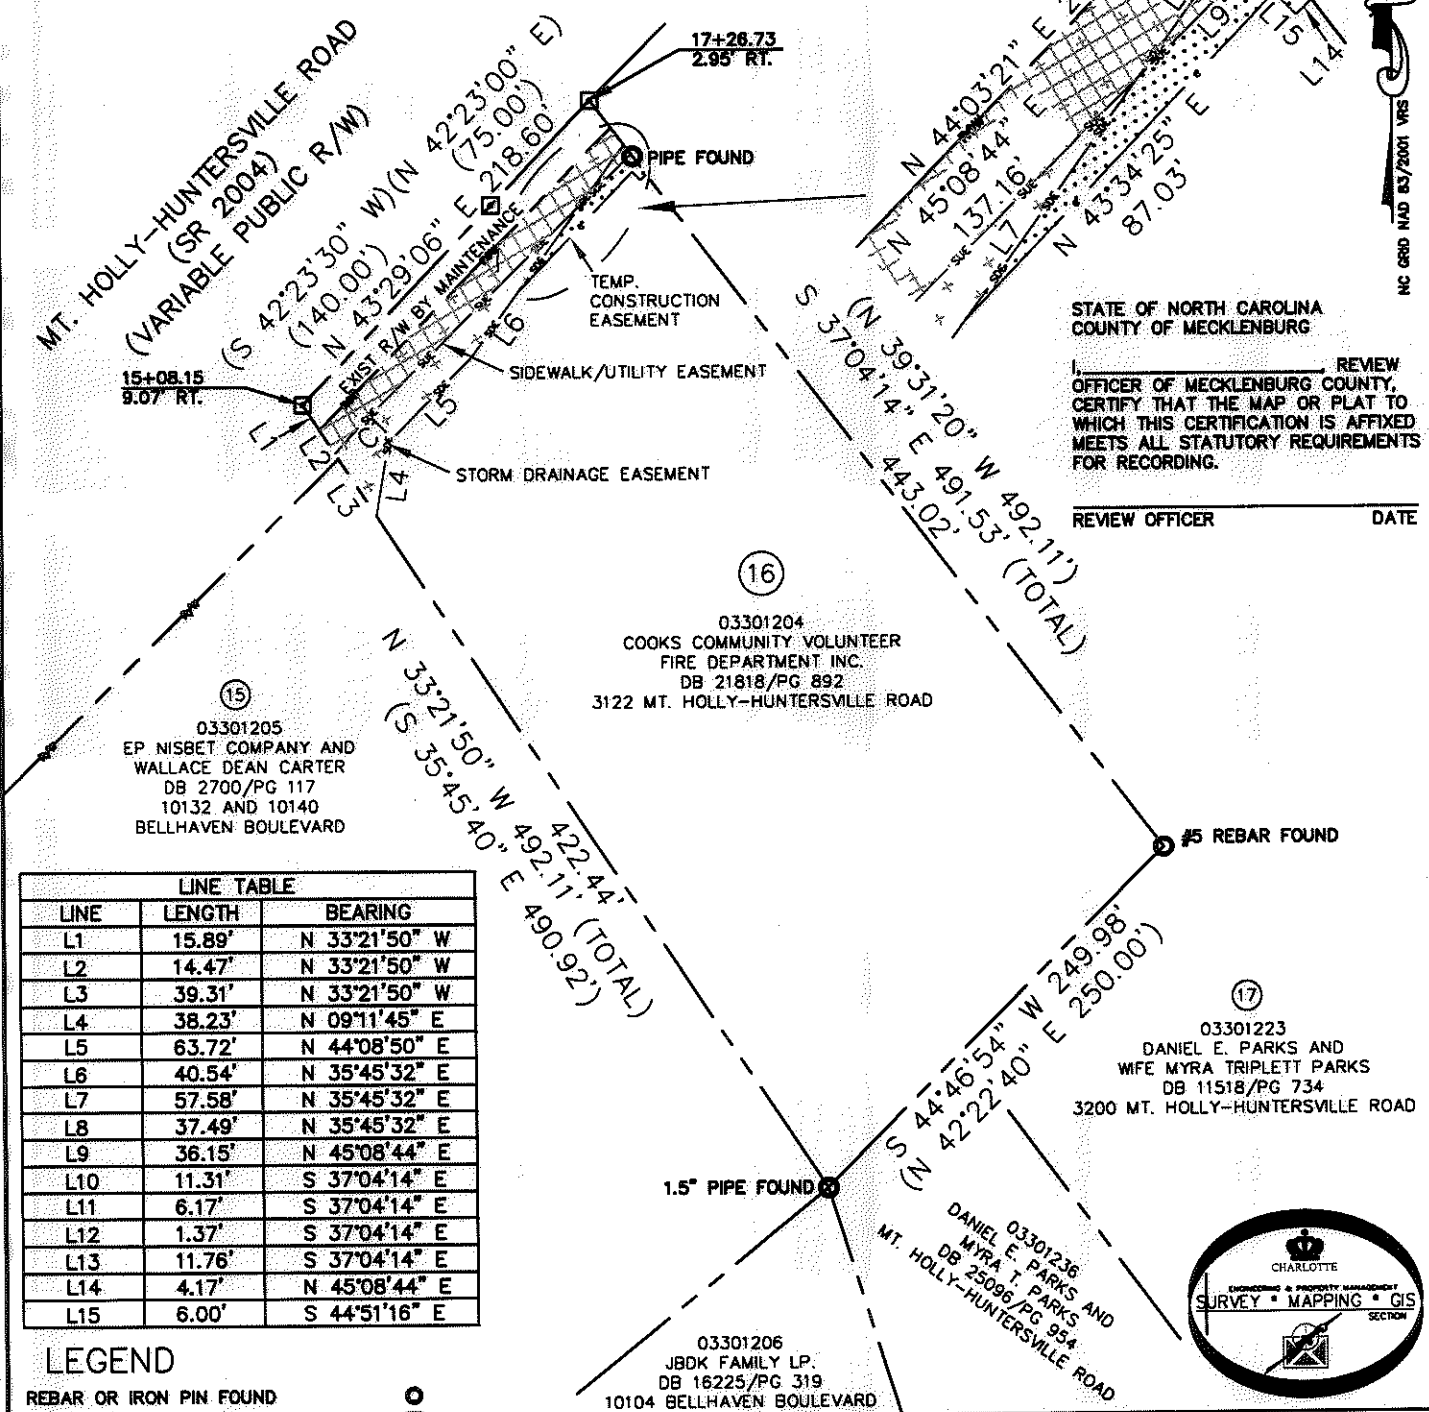 MT. HOLLY-HUNTERSVILLE ROAD
(SR 2004)
(VARIABLE PUBLIC R/W)
(S 42°23'30" W)(N 42°23'00" E)
(140.00') (75.00')
N 43°29'06" E 218.60'
EXIST R/W BY MAINTENANCE
17+26.73
2.95' RT.
PIPE FOUND
15+08.15
9.07' RT.
L1
L2
L3
L4
L5
L6
C1
SUE
SDE
TEMP.
CONSTRUCTION
EASEMENT
SIDEWALK/UTILITY EASEMENT
STORM DRAINAGE EASEMENT
N 44°03'21" E
N 45°08'44" E
137.16'
SUE
SUE
SDE
L7
SDE
N 43°34'25" E
87.03'
L9
L15
L14
NC GRID NAD 83/2001 VRS
STATE OF NORTH CAROLINA
COUNTY OF MECKLENBURG
I, REVIEW
OFFICER OF MECKLENBURG COUNTY,
CERTIFY THAT THE MAP OR PLAT TO
WHICH THIS CERTIFICATION IS AFFIXED
MEETS ALL STATUTORY REQUIREMENTS
FOR RECORDING.
REVIEW OFFICER DATE
(N 39°31'20" W 492.11')
S 37°04'14" E 491.53' (TOTAL)
443.02'
16
03301204
COOKS COMMUNITY VOLUNTEER
FIRE DEPARTMENT INC.
DB 21818/PG 892
3122 MT. HOLLY-HUNTERSVILLE ROAD
15
03301205
EP NISBET COMPANY AND
WALLACE DEAN CARTER
DB 2700/PG 117
10132 AND 10140
BELLHAVEN BOULEVARD
422.44'
N 33°21'50" W 492.11' (TOTAL)
(S 35°45'40" E 490.92')
#5 REBAR FOUND
S 44°46'54" W 249.98'
(N 42°22'40" E 250.00')
1.5" PIPE FOUND
17
03301223
DANIEL E. PARKS AND
WIFE MYRA TRIPLETT PARKS
DB 11518/PG 734
3200 MT. HOLLY-HUNTERSVILLE ROAD
03301236
DANIEL E. PARKS AND
MYRA T. PARKS
DB 25096/PG 954
MT. HOLLY-HUNTERSVILLE ROAD
03301206
JBDK FAMILY LP.
DB 16225/PG 319
10104 BELLHAVEN BOULEVARD
LINE TABLE
LINE LENGTH BEARING
L1 15.89' N 33°21'50" W
L2 14.47' N 33°21'50" W
L3 39.31' N 33°21'50" W
L4 38.23' N 09°11'45" E
L5 63.72' N 44°08'50" E
L6 40.54' N 35°45'32" E
L7 57.58' N 35°45'32" E
L8 37.49' N 35°45'32" E
L9 36.15' N 45°08'44" E
L10 11.31' S 37°04'14" E
L11 6.17' S 37°04'14" E
L12 1.37' S 37°04'14" E
L13 11.76' S 37°04'14" E
L14 4.17' N 45°08'44" E
L15 6.00' S 44°51'16" E
LEGEND
REBAR OR IRON PIN FOUND
CHARLOTTE
ENGINEERING & PROPERTY MANAGEMENT
SURVEY * MAPPING * GIS
SECTION